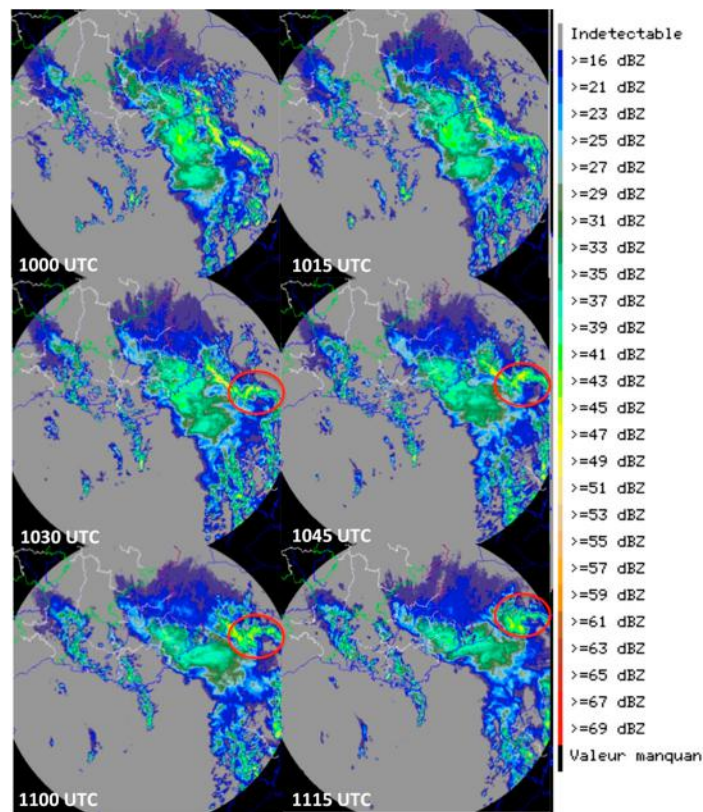 1000 UTC
1015 UTC
1030 UTC
1045 UTC
1100 UTC
1115 UTC
Indetectable
>=16 dBZ
>=21 dBZ
>=23 dBZ
>=25 dBZ
>=27 dBZ
>=29 dBZ
>=31 dBZ
>=33 dBZ
>=35 dBZ
>=37 dBZ
>=39 dBZ
>=41 dBZ
>=43 dBZ
>=45 dBZ
>=47 dBZ
>=49 dBZ
>=51 dBZ
>=53 dBZ
>=55 dBZ
>=57 dBZ
>=59 dBZ
>=61 dBZ
>=63 dBZ
>=65 dBZ
>=67 dBZ
>=69 dBZ
Valeur manquan